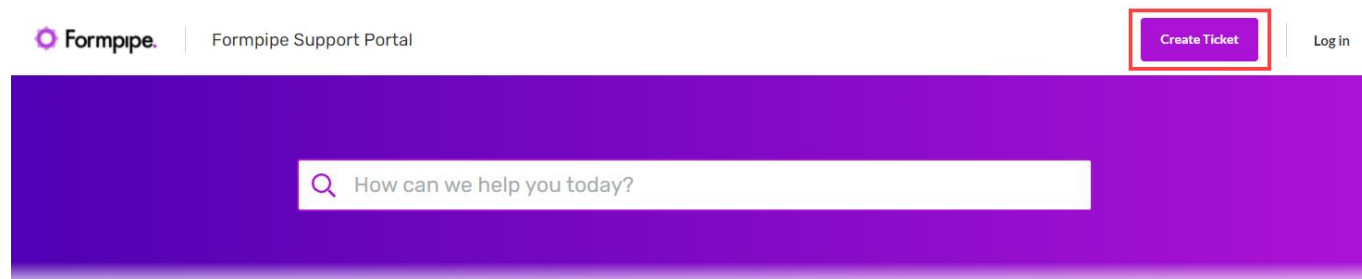 Formpipe.
Formpipe Support Portal
Create Ticket
Log in
How can we help you today?